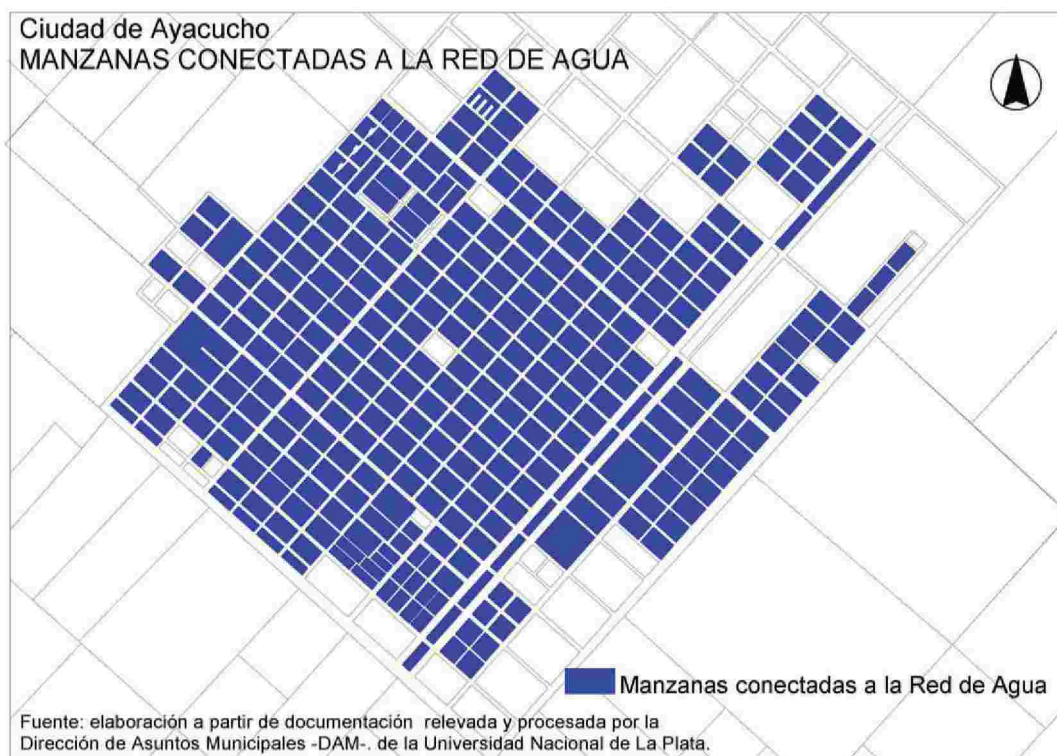 Ciudad de Ayacucho
MANZANAS CONECTADAS A LA RED DE AGUA
Manzanas conectadas a la Red de Agua
Fuente: elaboración a partir de documentación relevada y procesada por la
Dirección de Asuntos Municipales -DAM-. de la Universidad Nacional de La Plata.